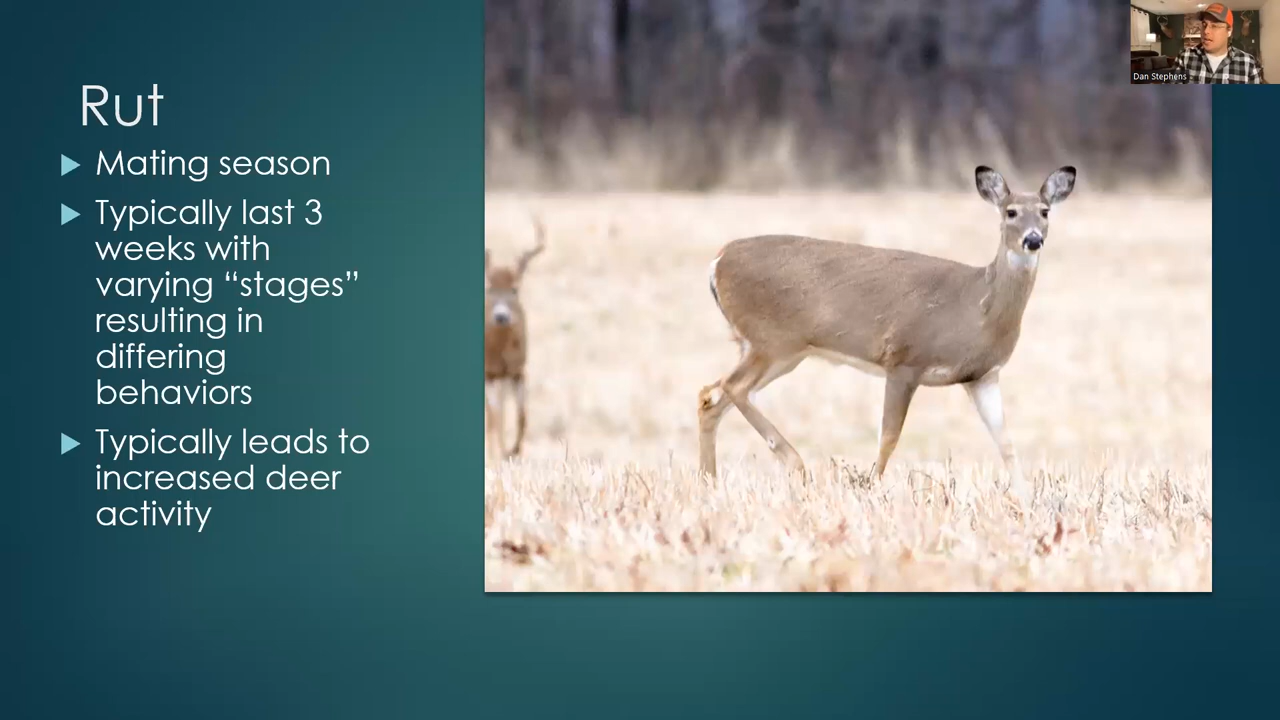 Rut
Mating season
Typically last 3
weeks with
varying “stages”
resulting in
differing
behaviors
Typically leads to
increased deer
activity
Dan Stephens